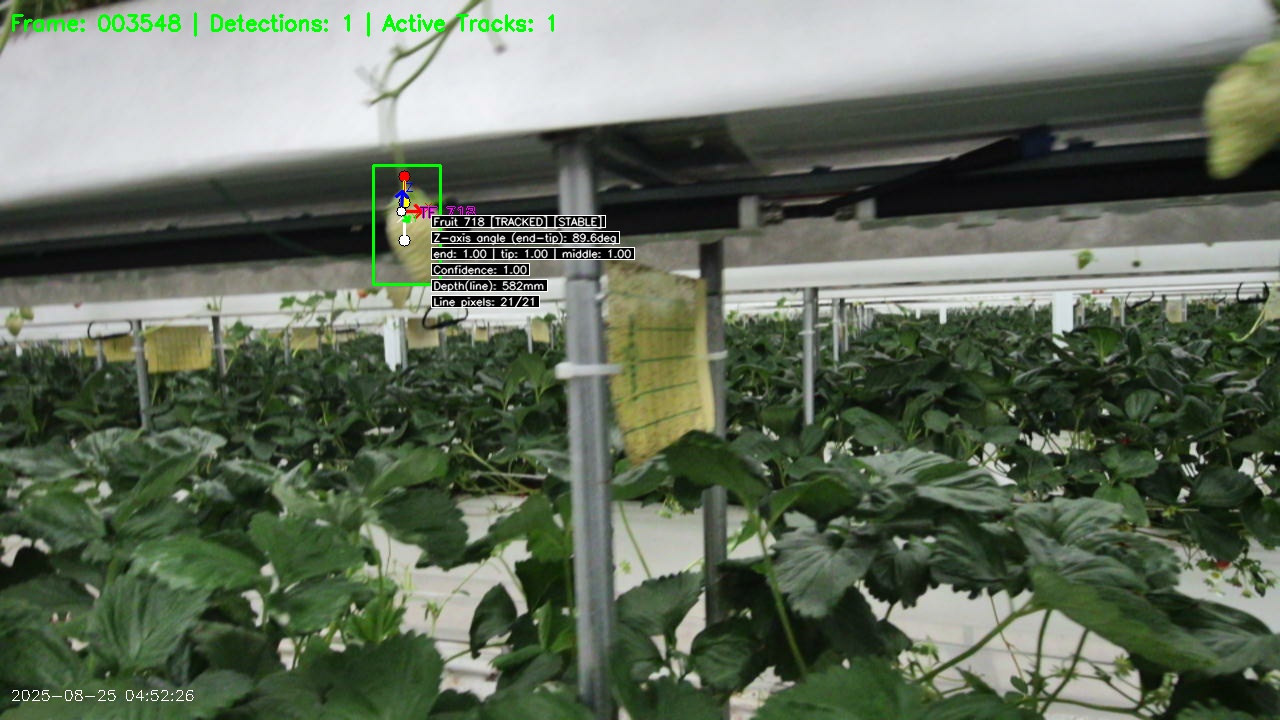 Frame: 003548 | Detections: 1 | Active Tracks: 1
Z
TF 718
Fruit 718 [TRACKED] [STABLE]
Z-axis angle (end-tip): 89.6deg
end: 1.00 | tip: 1.00 | middle: 1.00
Confidence: 1.00
Depth(line): 582mm
Line pixels: 21/21
2025-08-25 04:52:26